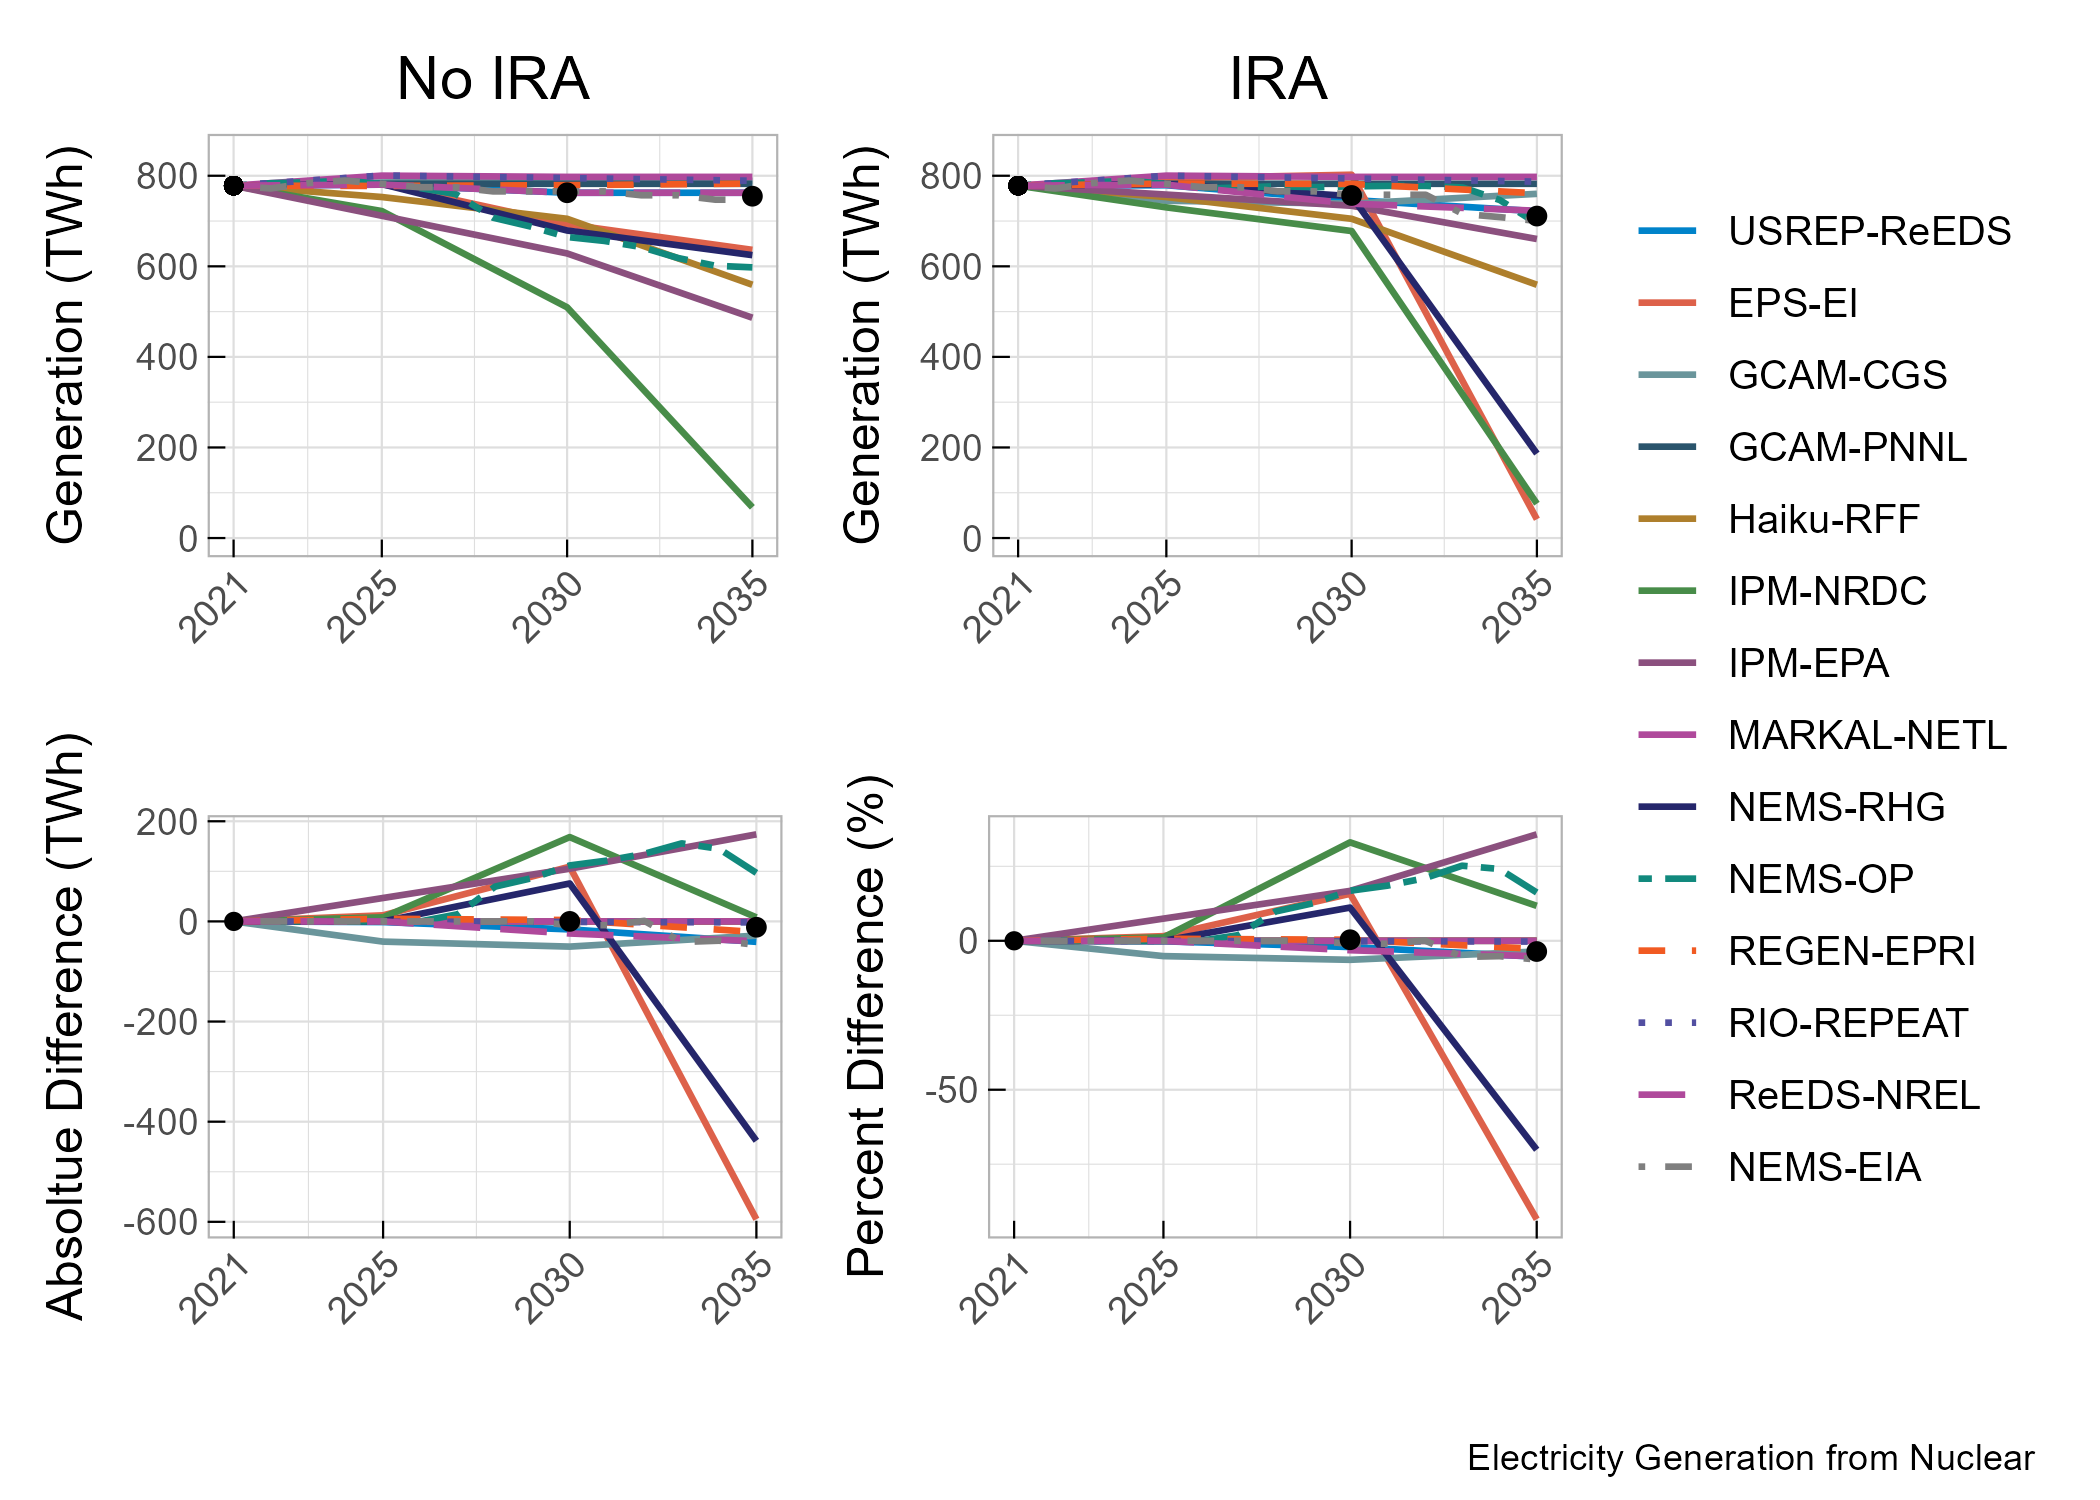 No IRA
IRA
Generation (TWh)
800
600
400
200
0
2021
2025
2030
2035
Generation (TWh)
800
600
400
200
0
2021
2025
2030
2035
Absoltue Difference (TWh)
200
0
-200
-400
-600
2021
2025
2030
2035
Percent Difference (%)
0
-50
2021
2025
2030
2035
USREP-ReEDS
EPS-EI
GCAM-CGS
GCAM-PNNL
Haiku-RFF
IPM-NRDC
IPM-EPA
MARKAL-NETL
NEMS-RHG
NEMS-OP
REGEN-EPRI
RIO-REPEAT
ReEDS-NREL
NEMS-EIA
Electricity Generation from Nuclear